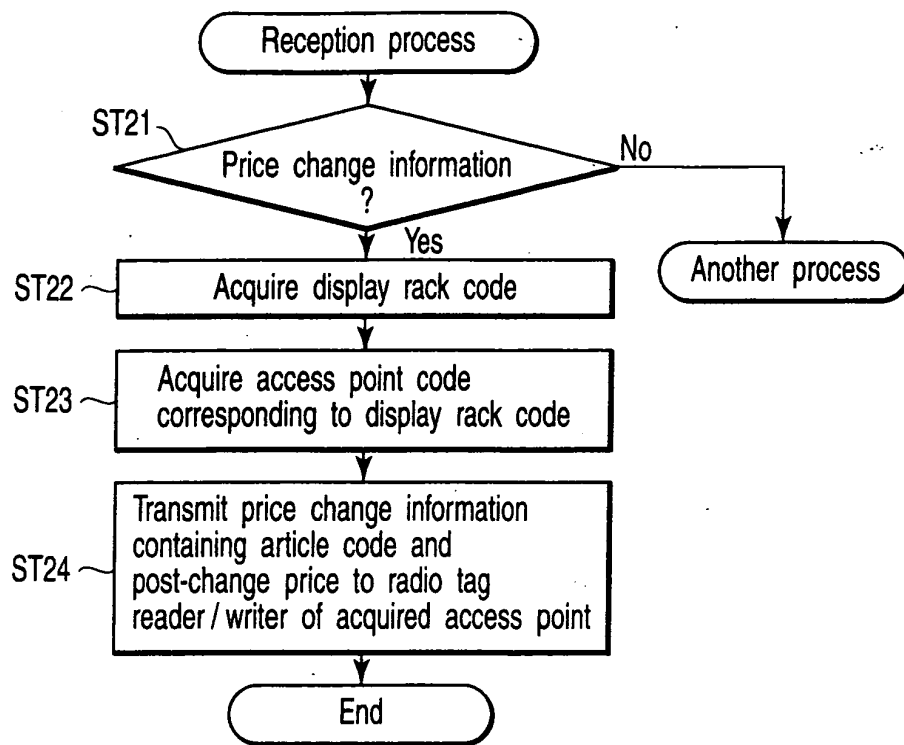 Reception process
ST21
Price change information
?
No
Yes
Another process
ST22
Acquire display rack code
ST23
Acquire access point code
corresponding to display rack code
ST24
Transmit price change information
containing article code and
post-change price to radio tag
reader / writer of acquired access point
End